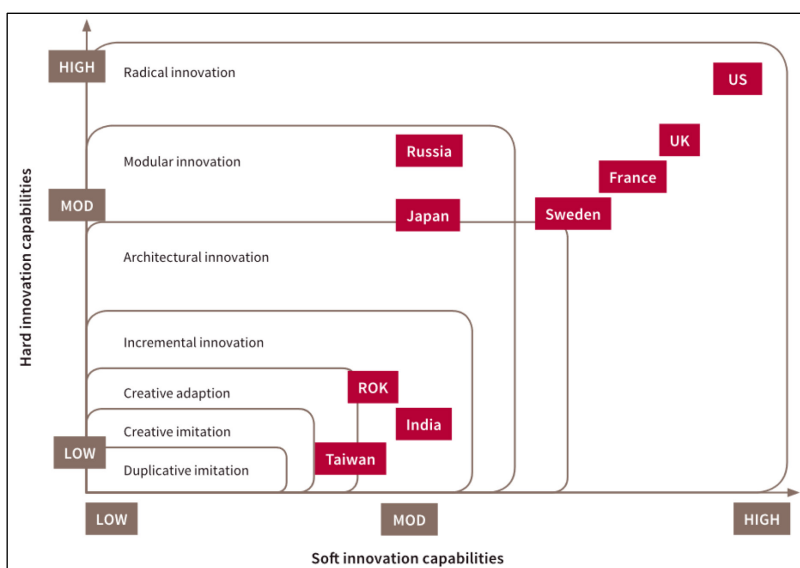 HIGH
Radical innovation
US
UK
Modular innovation
Russia
France
MOD
Japan
Sweden
Architectural innovation
Hard innovation capabilities
Incremental innovation
ROK
Creative adaption
India
Creative imitation
LOW
Taiwan
Duplicative imitation
LOW
MOD
HIGH
Soft innovation capabilities